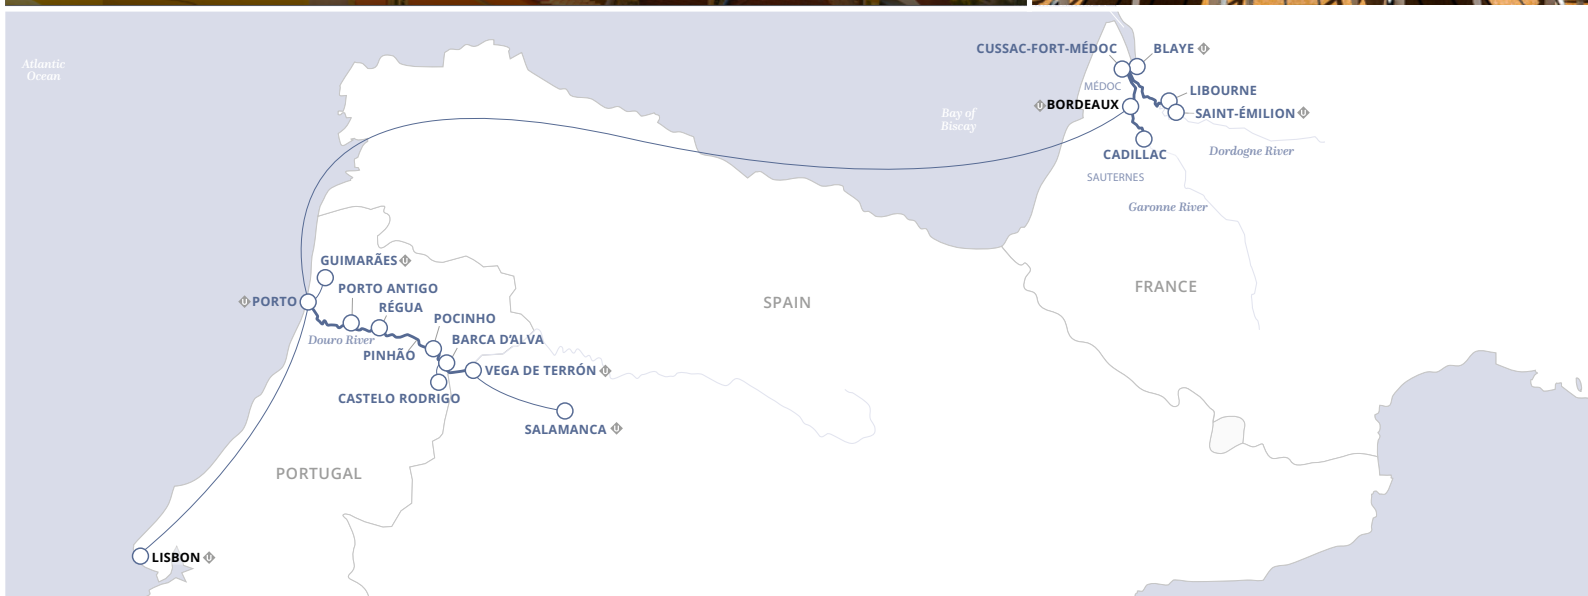 Atlantic
Ocean
CUSSAC-FORT-MÉDOC
BLAYE
MÉDOC
LIBOURNE
BORDEAUX
SAINT-ÉMILION
Bay of
Biscay
CADILLAC
Dordogne River
SAUTERNES
Garonne River
GUIMARÃES
PORTO ANTIGO
PORTO
RÉGUA
SPAIN
FRANCE
POCINHO
Douro River
BARCA D'ALVA
PINHÃO
VEGA DE TERRÓN
CASTELO RODRIGO
SALAMANCA
PORTUGAL
LISBON